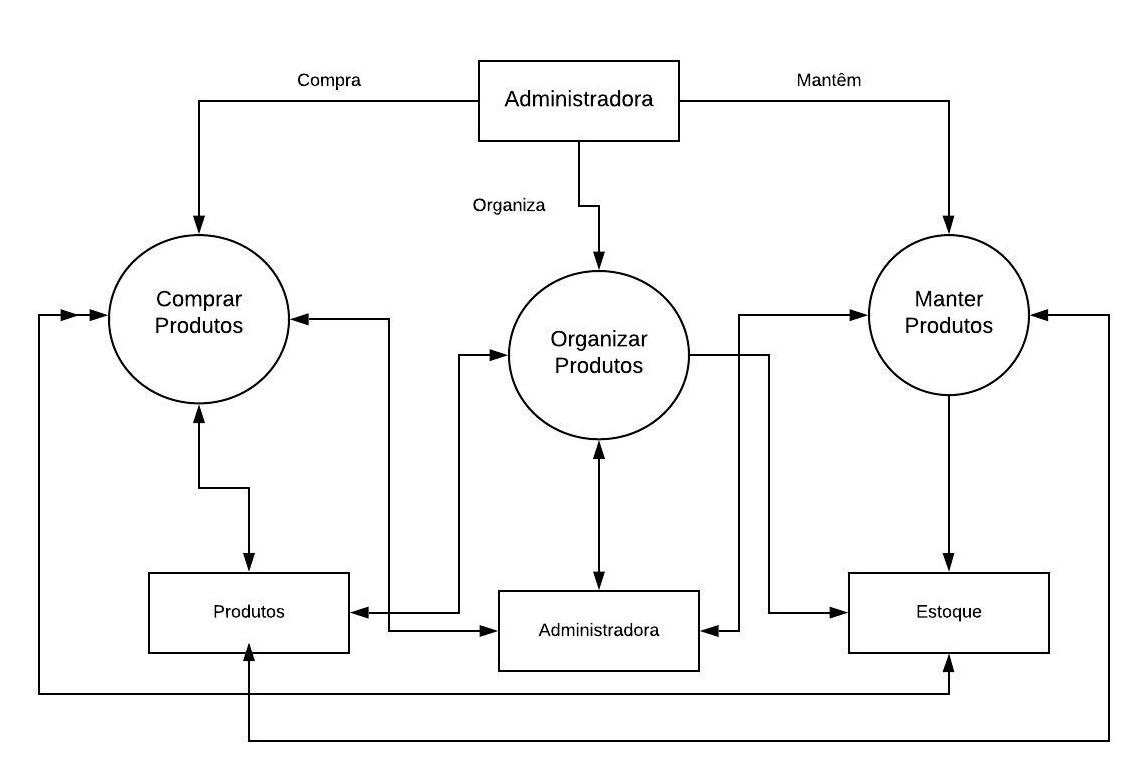 Compra
Administradora
Mantêm
Organiza
Comprar
Produtos
Organizar
Produtos
Manter
Produtos
Produtos
Administradora
Estoque